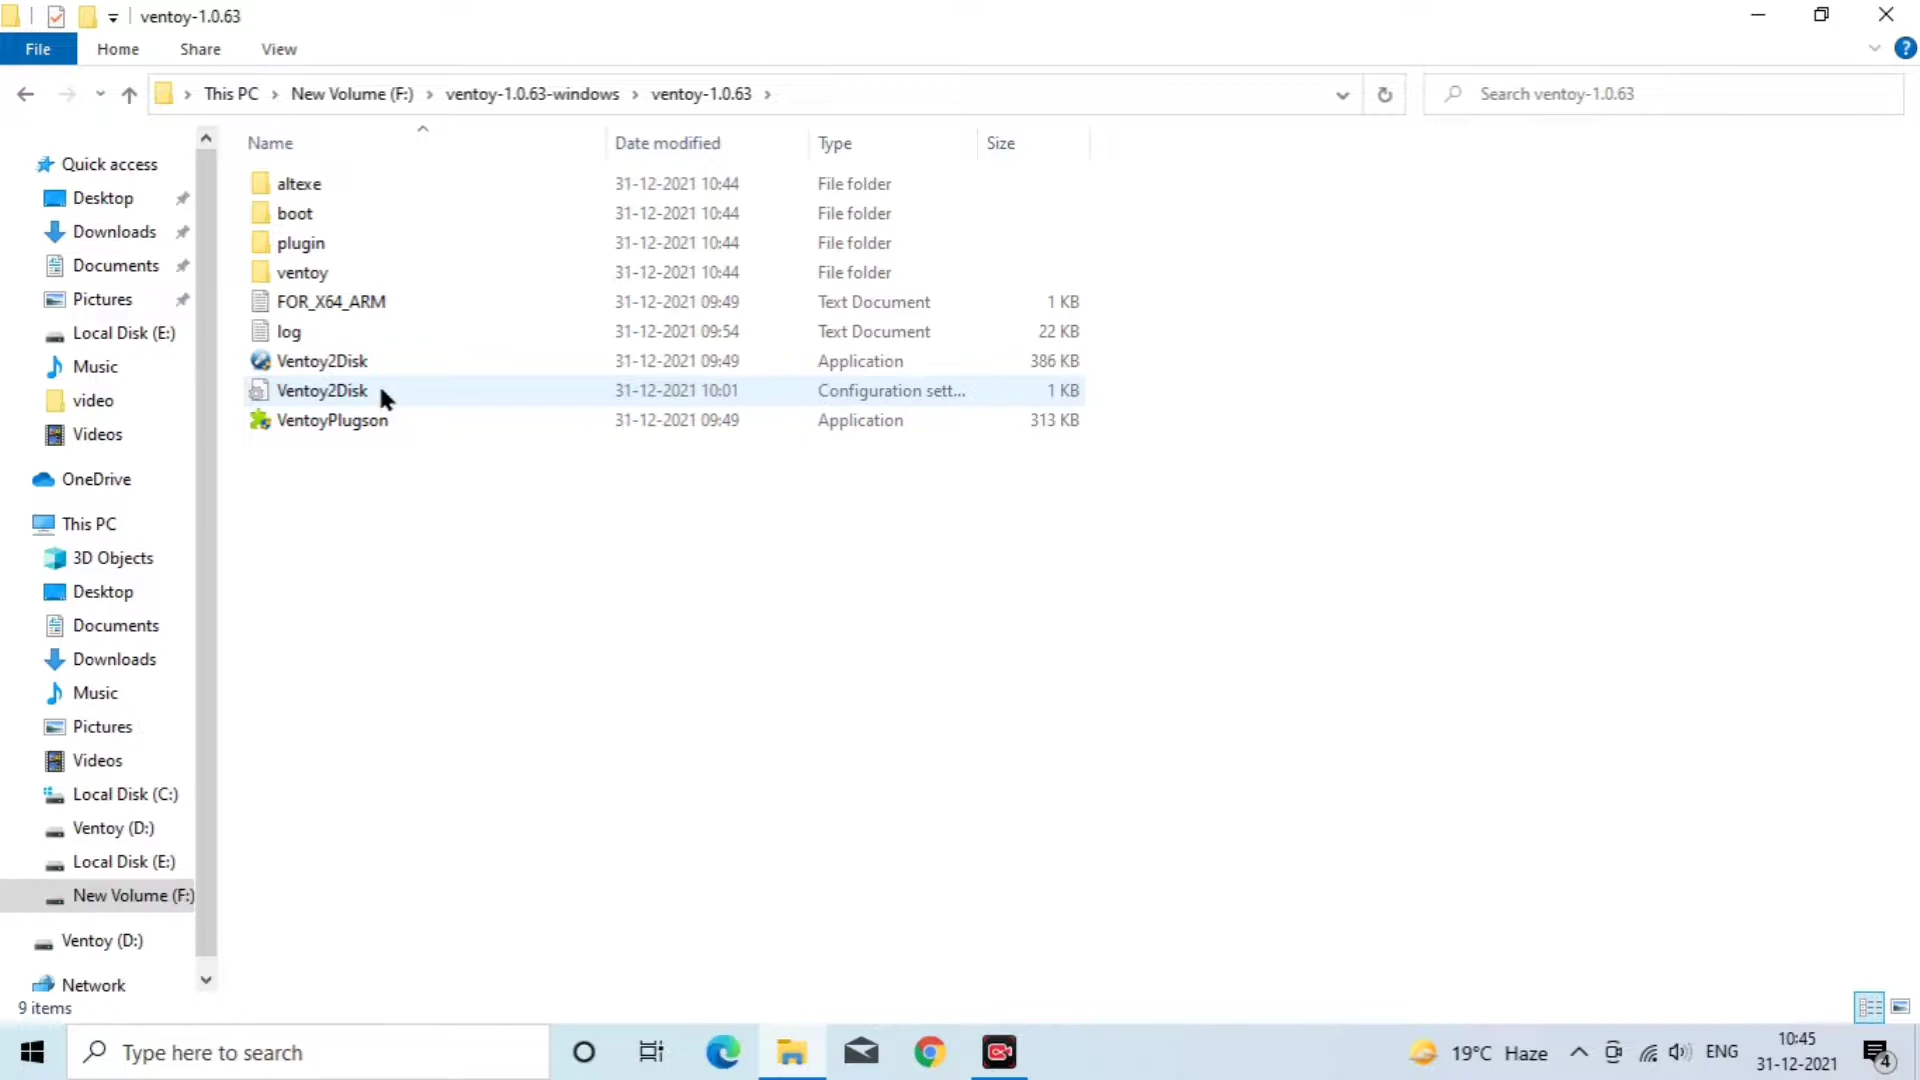 ventoy-1.0.63
File Home Share View
This PC New Volume (F:) ventoy-1.0.63-windows ventoy-1.0.63
Search ventoy-1.0.63
Name Date modified Type Size
Quick access
Desktop
Downloads
Documents
Pictures
Local Disk (E:)
Music
video
Videos
OneDrive
This PC
3D Objects
Desktop
Documents
Downloads
Music
Pictures
Videos
Local Disk (C:)
Ventoy (D:)
Local Disk (E:)
New Volume (F:)
Ventoy (D:)
Network
altexe 31-12-2021 10:44 File folder
boot 31-12-2021 10:44 File folder
plugin 31-12-2021 10:44 File folder
ventoy 31-12-2021 10:44 File folder
FOR_X64_ARM 31-12-2021 09:49 Text Document 1 KB
log 31-12-2021 09:54 Text Document 22 KB
Ventoy2Disk 31-12-2021 09:49 Application 386 KB
Ventoy2Disk 31-12-2021 10:01 Configuration sett... 1 KB
VentoyPlugson 31-12-2021 09:49 Application 313 KB
9 items
Type here to search
19°C Haze
ENG
10:45
31-12-2021
4